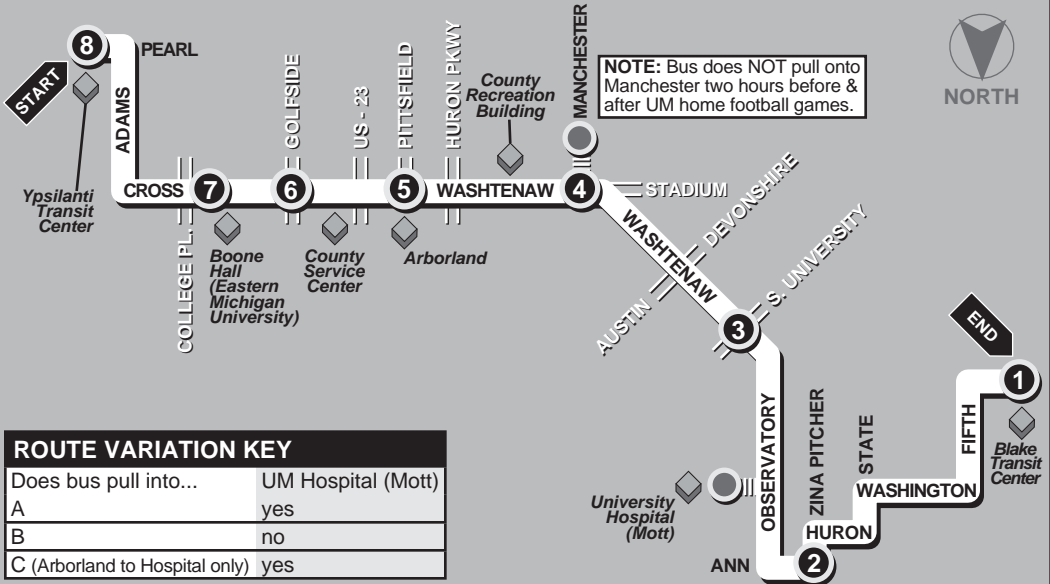 START
8
PEARL
ADAMS
Ypsilanti
Transit
Center
CROSS
COLLEGE PL.
7
Boone
Hall
(Eastern
Michigan
University)
GOLFSIDE
6
County
Service
Center
US - 23
PITTSFIELD
5
Arborland
HURON PKWY
WASHTENAW
County
Recreation
Building
MANCHESTER
4
NOTE: Bus does NOT pull onto
Manchester two hours before &
after UM home football games.
NORTH
STADIUM
WASHTENAW
DEVONSHIRE
AUSTIN
S. UNIVERSITY
3
OBSERVATORY
University
Hospital
(Mott)
ANN
2
ZINA PITCHER
HURON
STATE
WASHINGTON
FIFTH
END
1
Blake
Transit
Center
ROUTE VARIATION KEY
Does bus pull into... UM Hospital (Mott)
A yes
B no
C (Arborland to Hospital only) yes